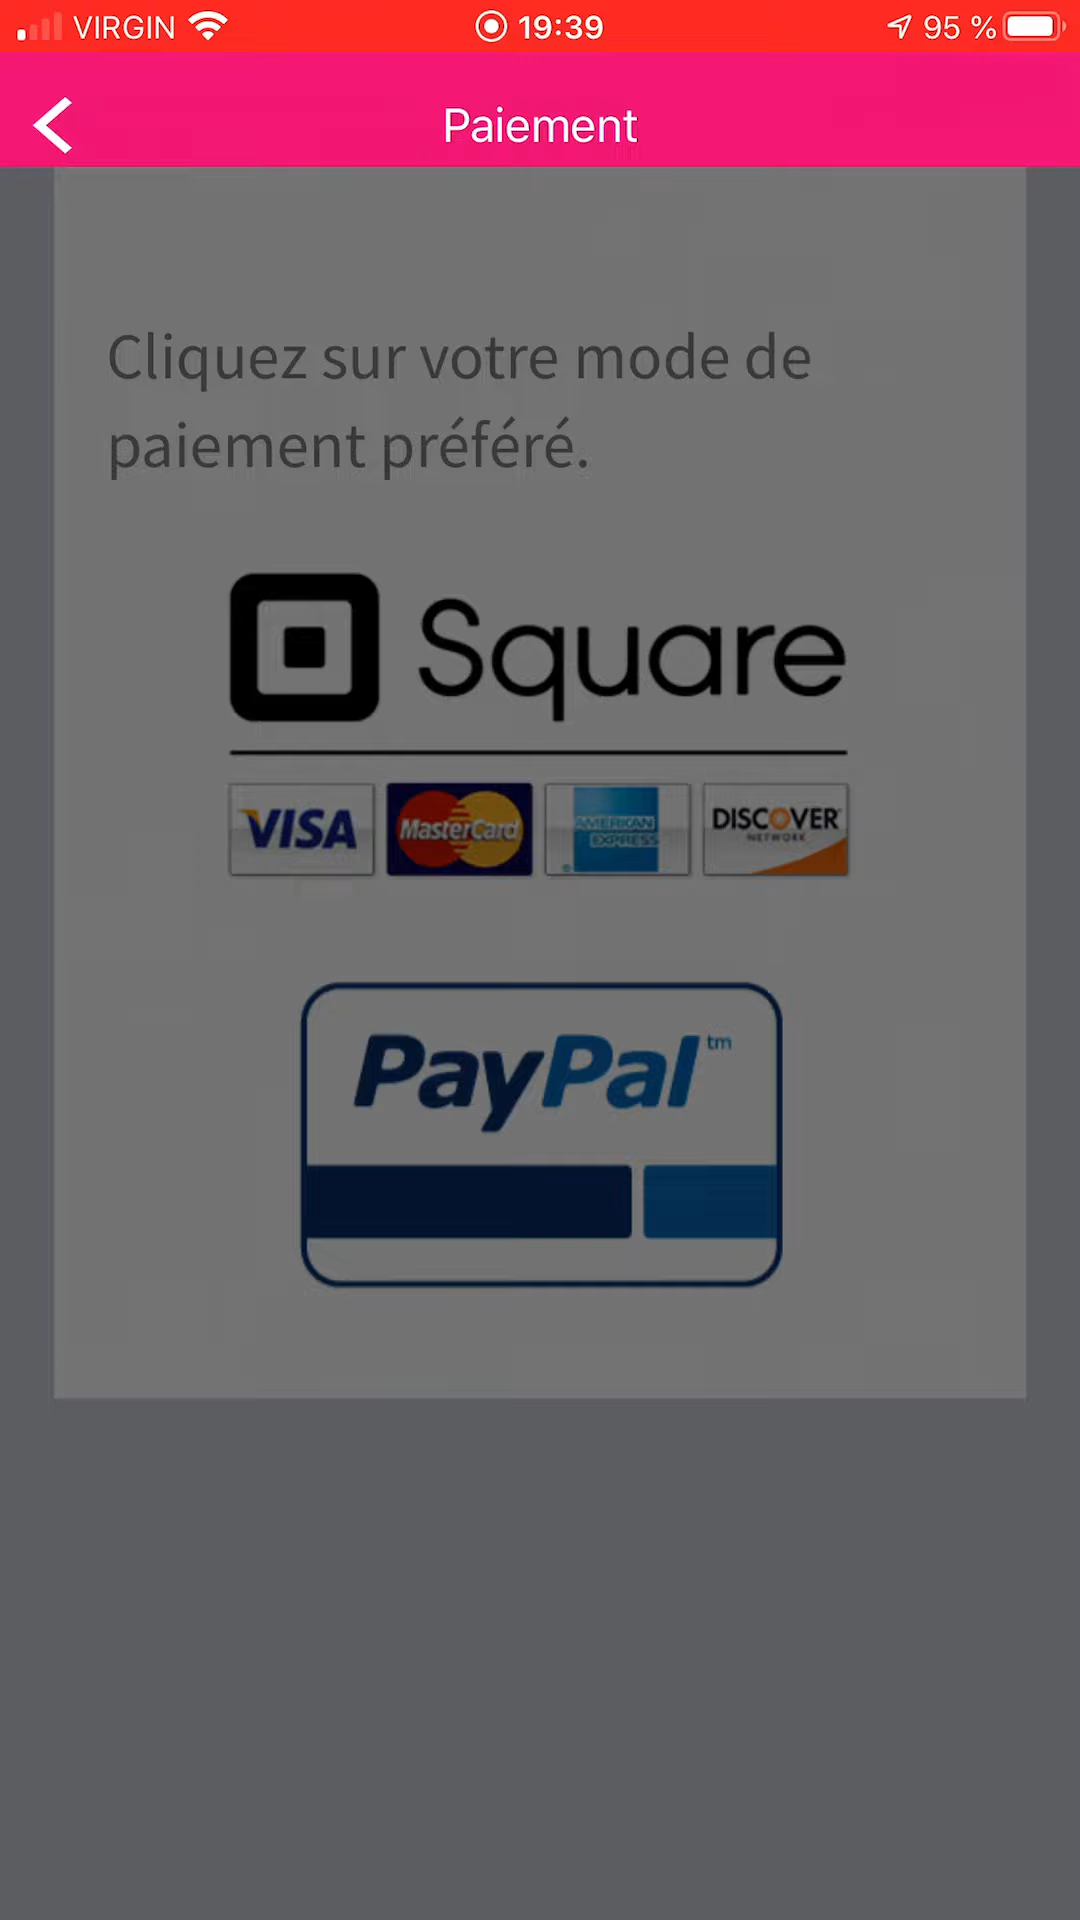 VIRGIN 19:39 95 %
Paiement
Cliquez sur votre mode de
paiement préféré.
Square
VISA MasterCard AMERICAN EXPRESS DISCOVER NETWORK
PayPal tm